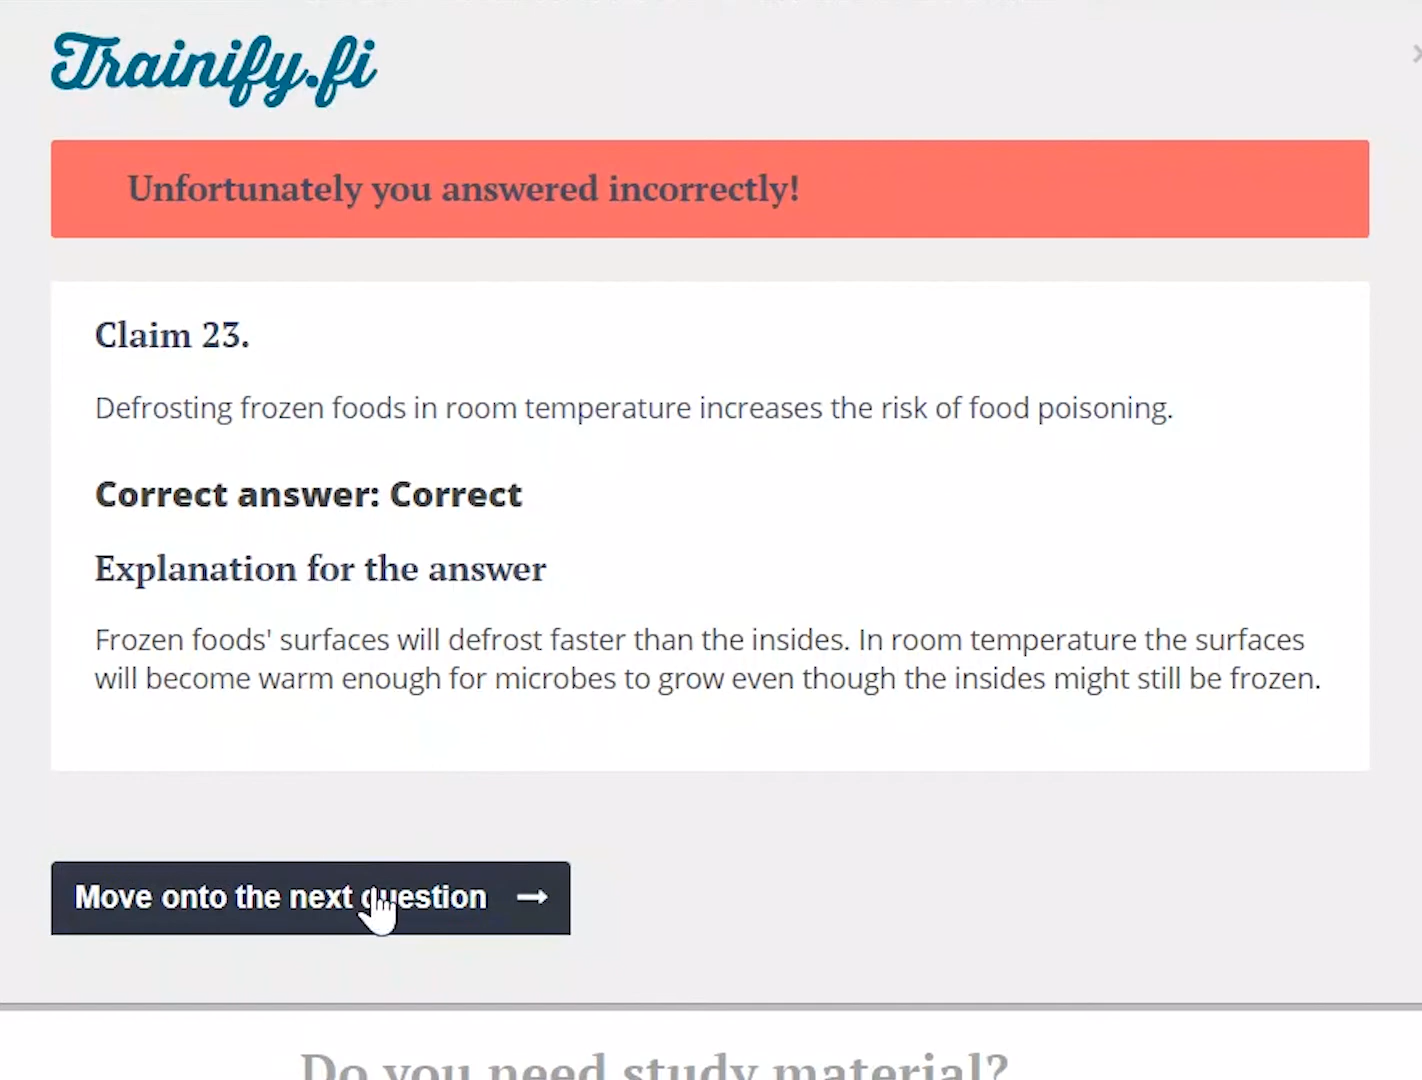 Trainify.fi
Unfortunately you answered incorrectly!
Claim 23.
Defrosting frozen foods in room temperature increases the risk of food poisoning.
Correct answer: Correct
Explanation for the answer
Frozen foods' surfaces will defrost faster than the insides. In room temperature the surfaces
will become warm enough for microbes to grow even though the insides might still be frozen.
Move onto the next question →
Do you need study material?